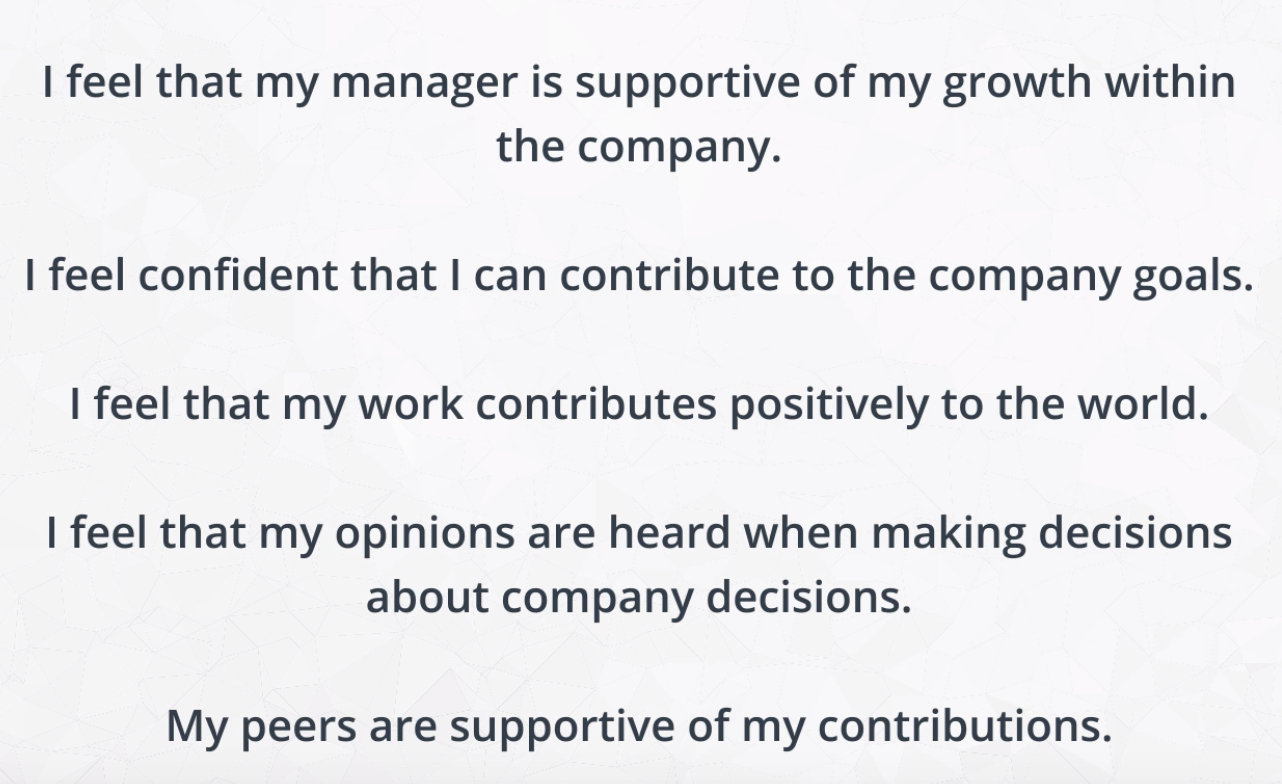 I feel that my manager is supportive of my growth within
the company.
I feel confident that I can contribute to the company goals.
I feel that my work contributes positively to the world.
I feel that my opinions are heard when making decisions
about company decisions.
My peers are supportive of my contributions.